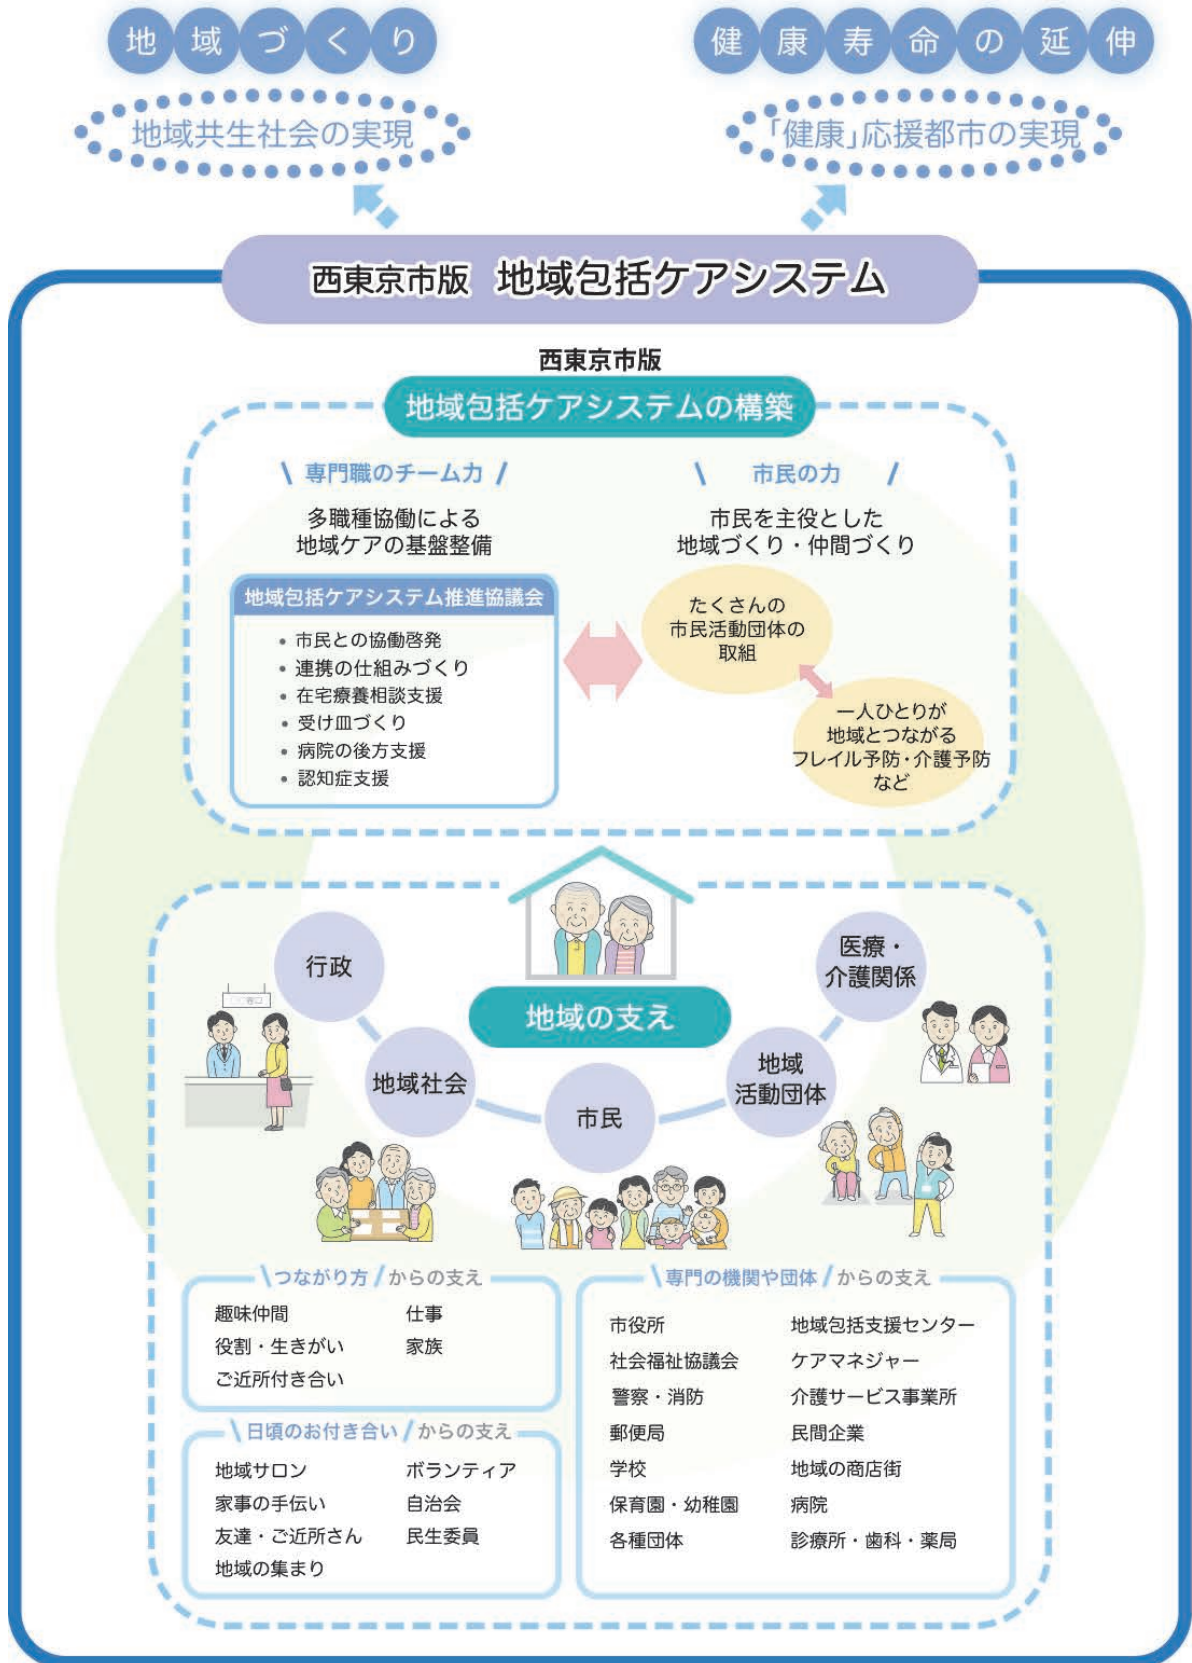 地域づくり
健康寿命の延伸
地域共生社会の実現
「健康」応援都市の実現
西東京市版 地域包括ケアシステム
西東京市版
地域包括ケアシステムの構築
専門職のチーム力
多職種協働による
地域ケアの基盤整備
地域包括ケアシステム推進協議会
• 市民との協働啓発
• 連携の仕組みづくり
• 在宅療養相談支援
• 受け皿づくり
• 病院の後方支援
• 認知症支援
市民の力
市民を主役とした
地域づくり・仲間づくり
たくさんの
市民活動団体の
取組
一人ひとりが
地域とつながる
フレイル予防・介護予防
など
地域の支え
行政
地域社会
市民
地域
活動団体
医療・
介護関係
窓口
つながり方からの支え
趣味仲間
役割・生きがい
ご近所付き合い
仕事
家族
日頃のお付き合いからの支え
地域サロン
家事の手伝い
友達・ご近所さん
地域の集まり
ボランティア
自治会
民生委員
専門の機関や団体からの支え
市役所
社会福祉協議会
警察・消防
郵便局
学校
保育園・幼稚園
各種団体
地域包括支援センター
ケアマネジャー
介護サービス事業所
民間企業
地域の商店街
病院
診療所・歯科・薬局